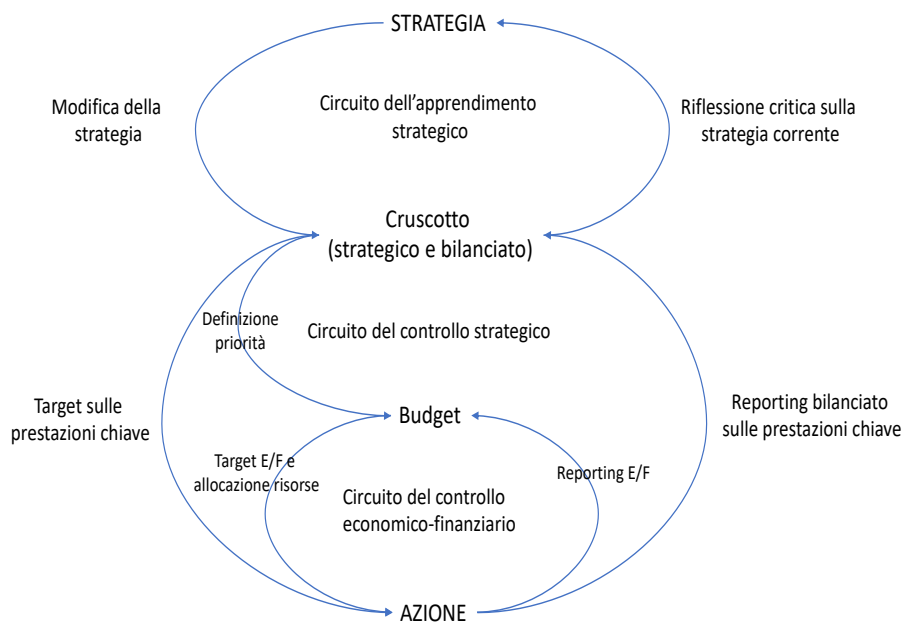 STRATEGIA
Modifica della
strategia
Circuito dell'apprendimento
strategico
Riflessione critica sulla
strategia corrente
Cruscotto
(strategico e bilanciato)
Definizione
priorità
Circuito del controllo strategico
Target sulle
prestazioni chiave
Budget
Reporting bilanciato
sulle prestazioni chiave
Target E/F e
allocazione risorse
Reporting E/F
Circuito del controllo
economico-finanziario
AZIONE